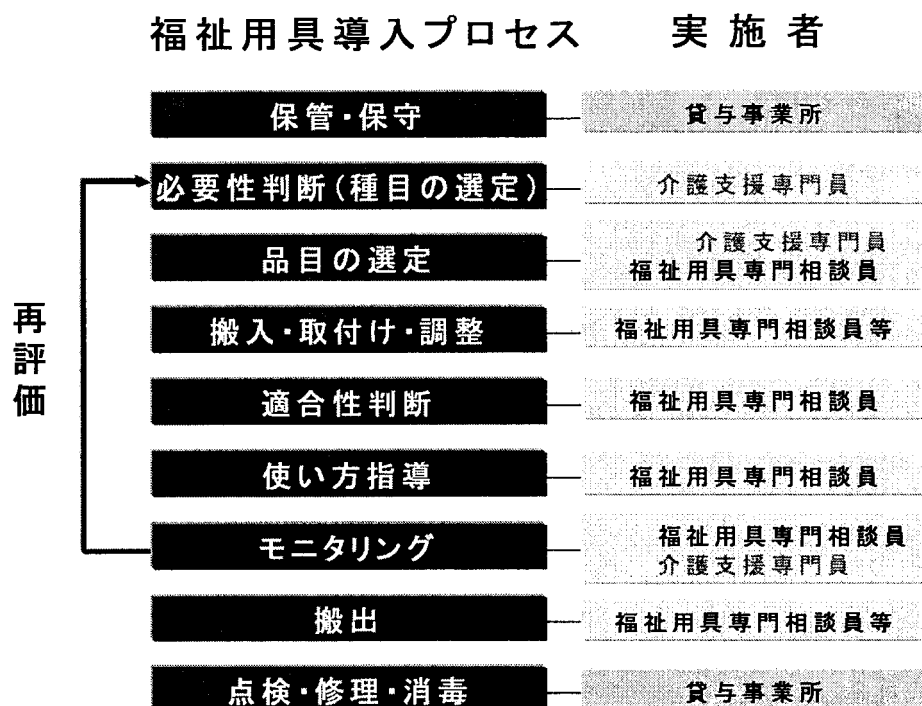 福祉用具導入プロセス 実施者
保管・保守 貸与事業所
必要性判断(種目の選定) 介護支援専門員
品目の選定 介護支援専門員
福祉用具専門相談員
搬入・取付け・調整 福祉用具専門相談員等
適合性判断 福祉用具専門相談員
使い方指導 福祉用具専門相談員
モニタリング 福祉用具専門相談員
介護支援専門員
搬出 福祉用具専門相談員等
点検・修理・消毒 貸与事業所
再評価